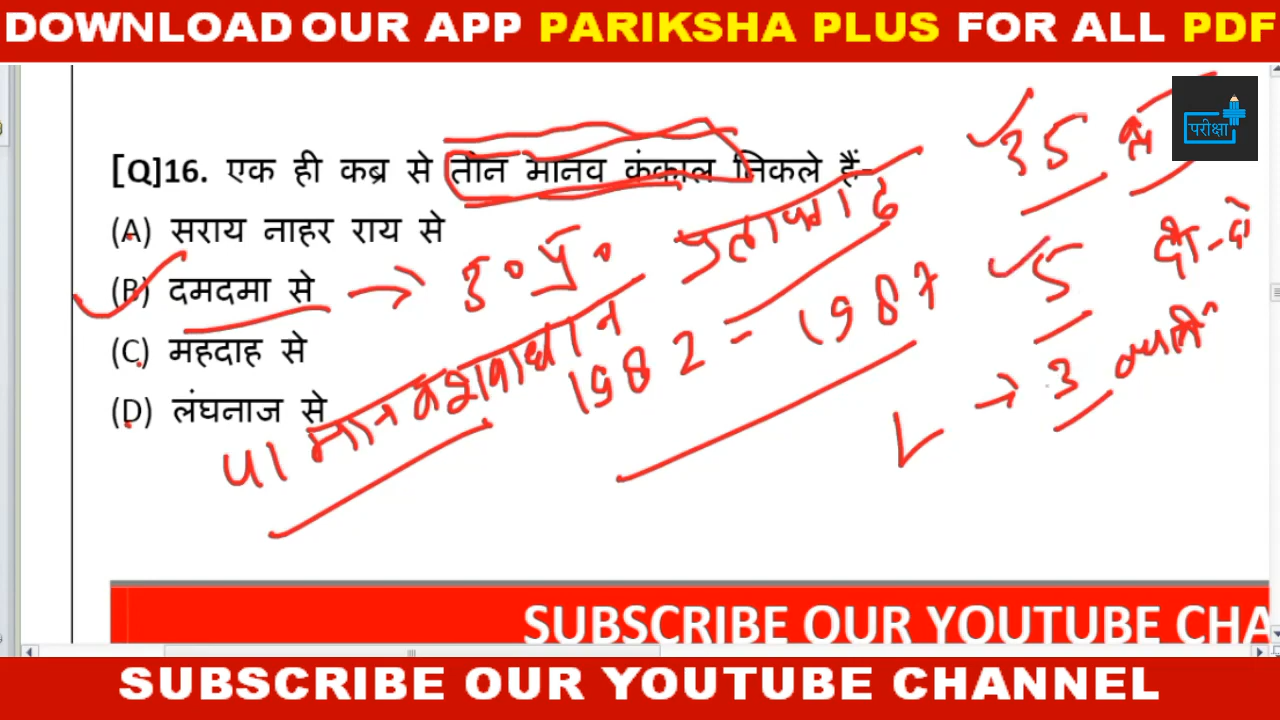 DOWNLOAD OUR APP PARIKSHA PLUS FOR ALL PDF
परीक्षा
[Q]16. एक ही कब्र से तीन मानव कंकाल निकले हैं-
(A) सराय नाहर राय से
(B) दमदमा से
(C) महदाह से
(D) लंघनाज से
35
उ०प्र० प्रतापगढ़
5 दो-दो
1982 = 1987
3
SUBSCRIBE OUR YOUTUBE CHA
SUBSCRIBE OUR YOUTUBE CHANNEL